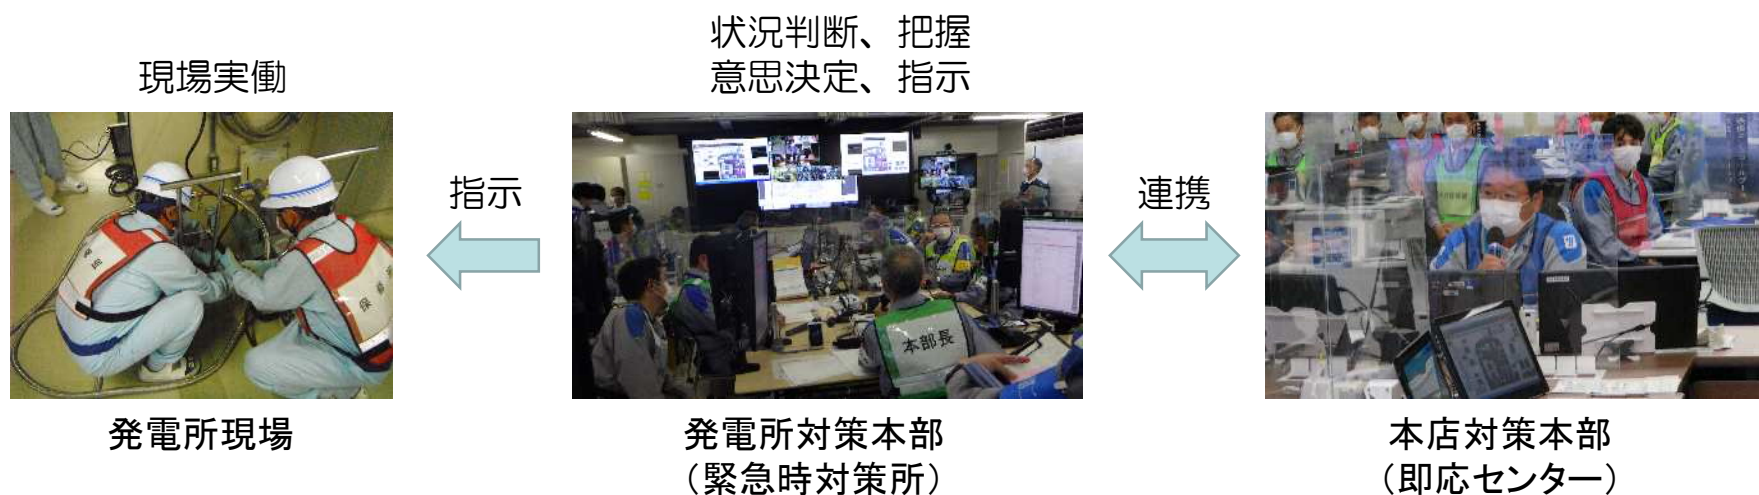 現場実働
状況判断、把握
意思決定、指示
指示
連携
本部長
発電所現場
発電所対策本部
（緊急時対策所）
本店対策本部
（即応センター）